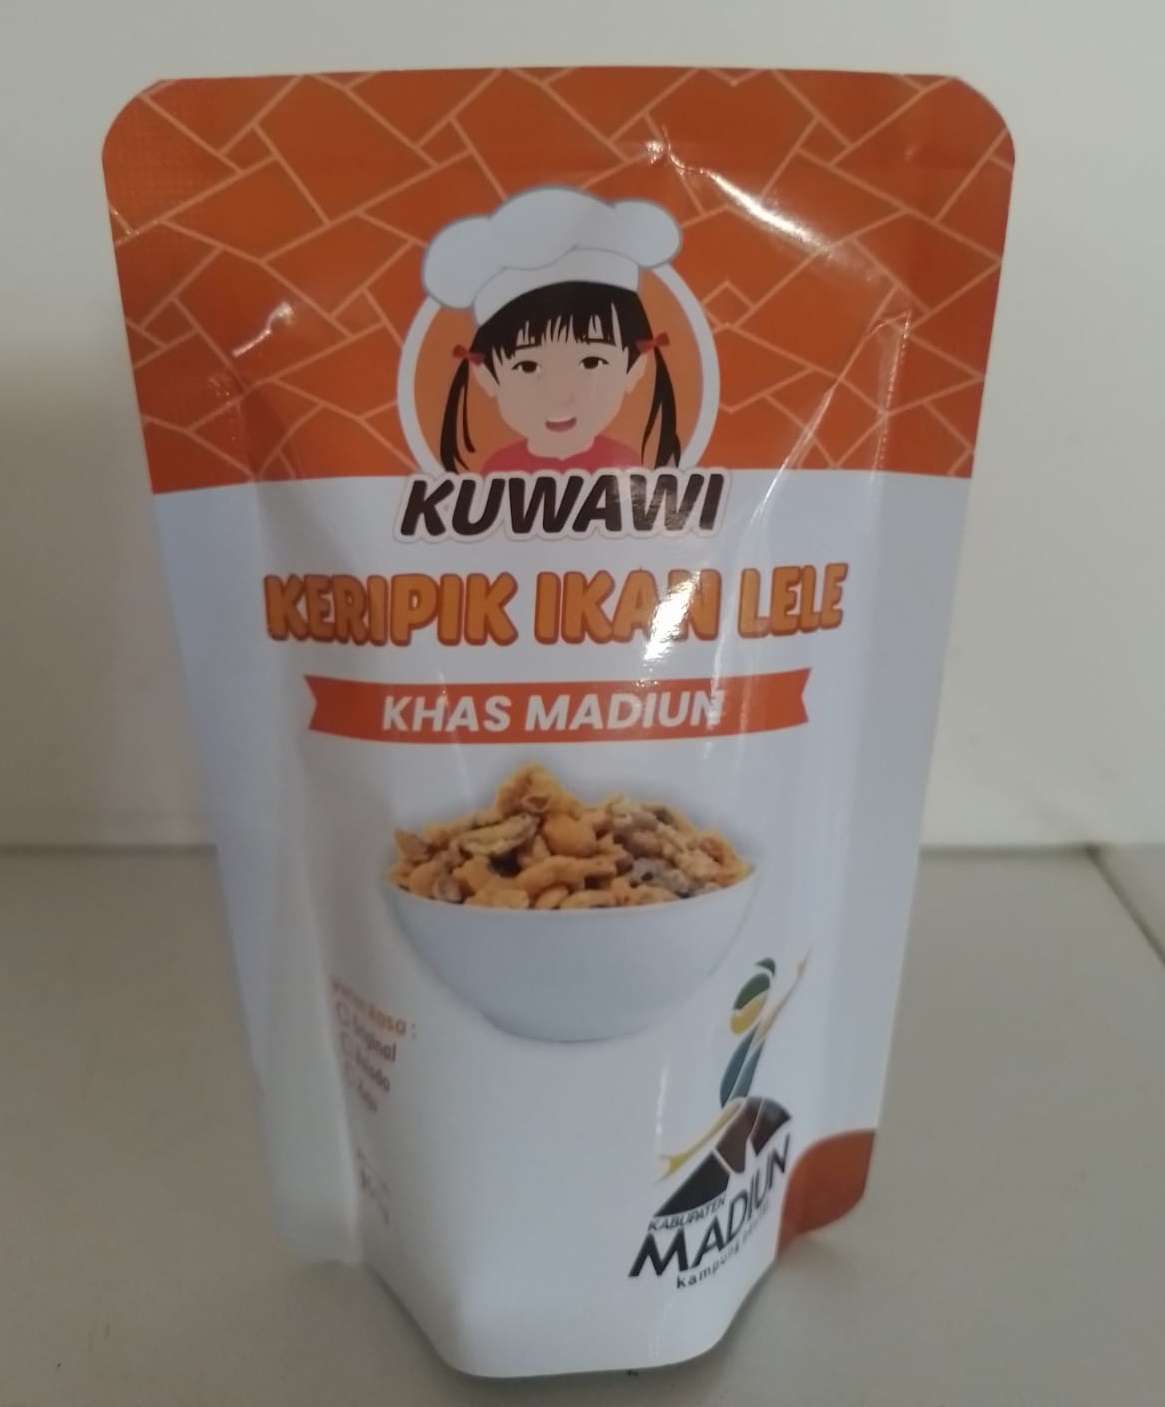 KUWAWI
KERIPIK IKAN LELE
KHAS MADIUN
Original
KABUPATEN
MADIUN